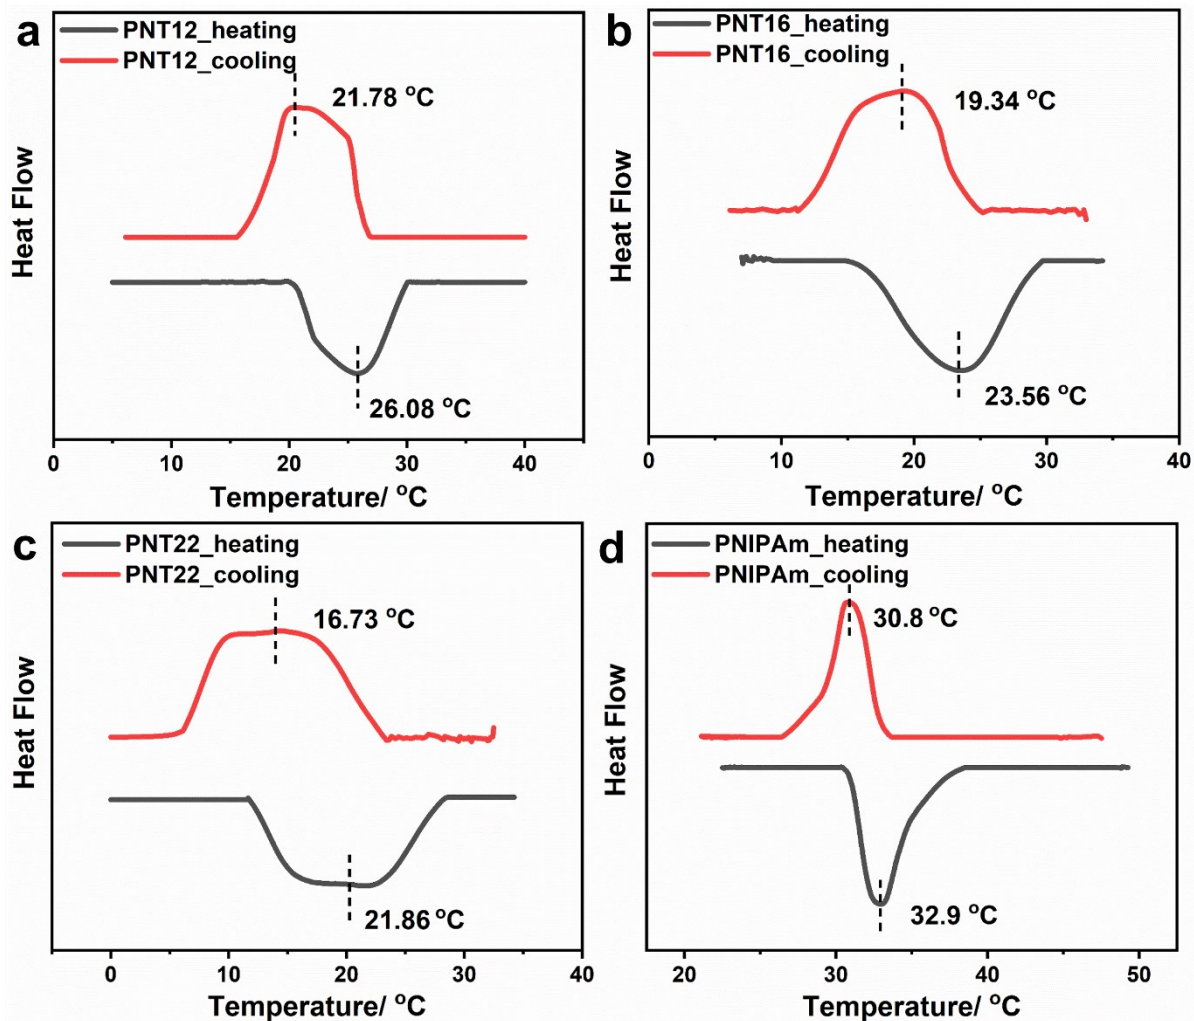 a
PNT12_heating
PNT12_cooling
21.78 °C
26.08 °C
Heat Flow
0 10 20 30 40
Temperature/ °C
b
PNT16_heating
PNT16_cooling
19.34 °C
23.56 °C
Heat Flow
0 10 20 30 40
Temperature/ °C
c
PNT22_heating
PNT22_cooling
16.73 °C
21.86 °C
Heat Flow
0 10 20 30 40
Temperature/ °C
d
PNIPAm_heating
PNIPAm_cooling
30.8 °C
32.9 °C
Heat Flow
20 30 40 50
Temperature/ °C